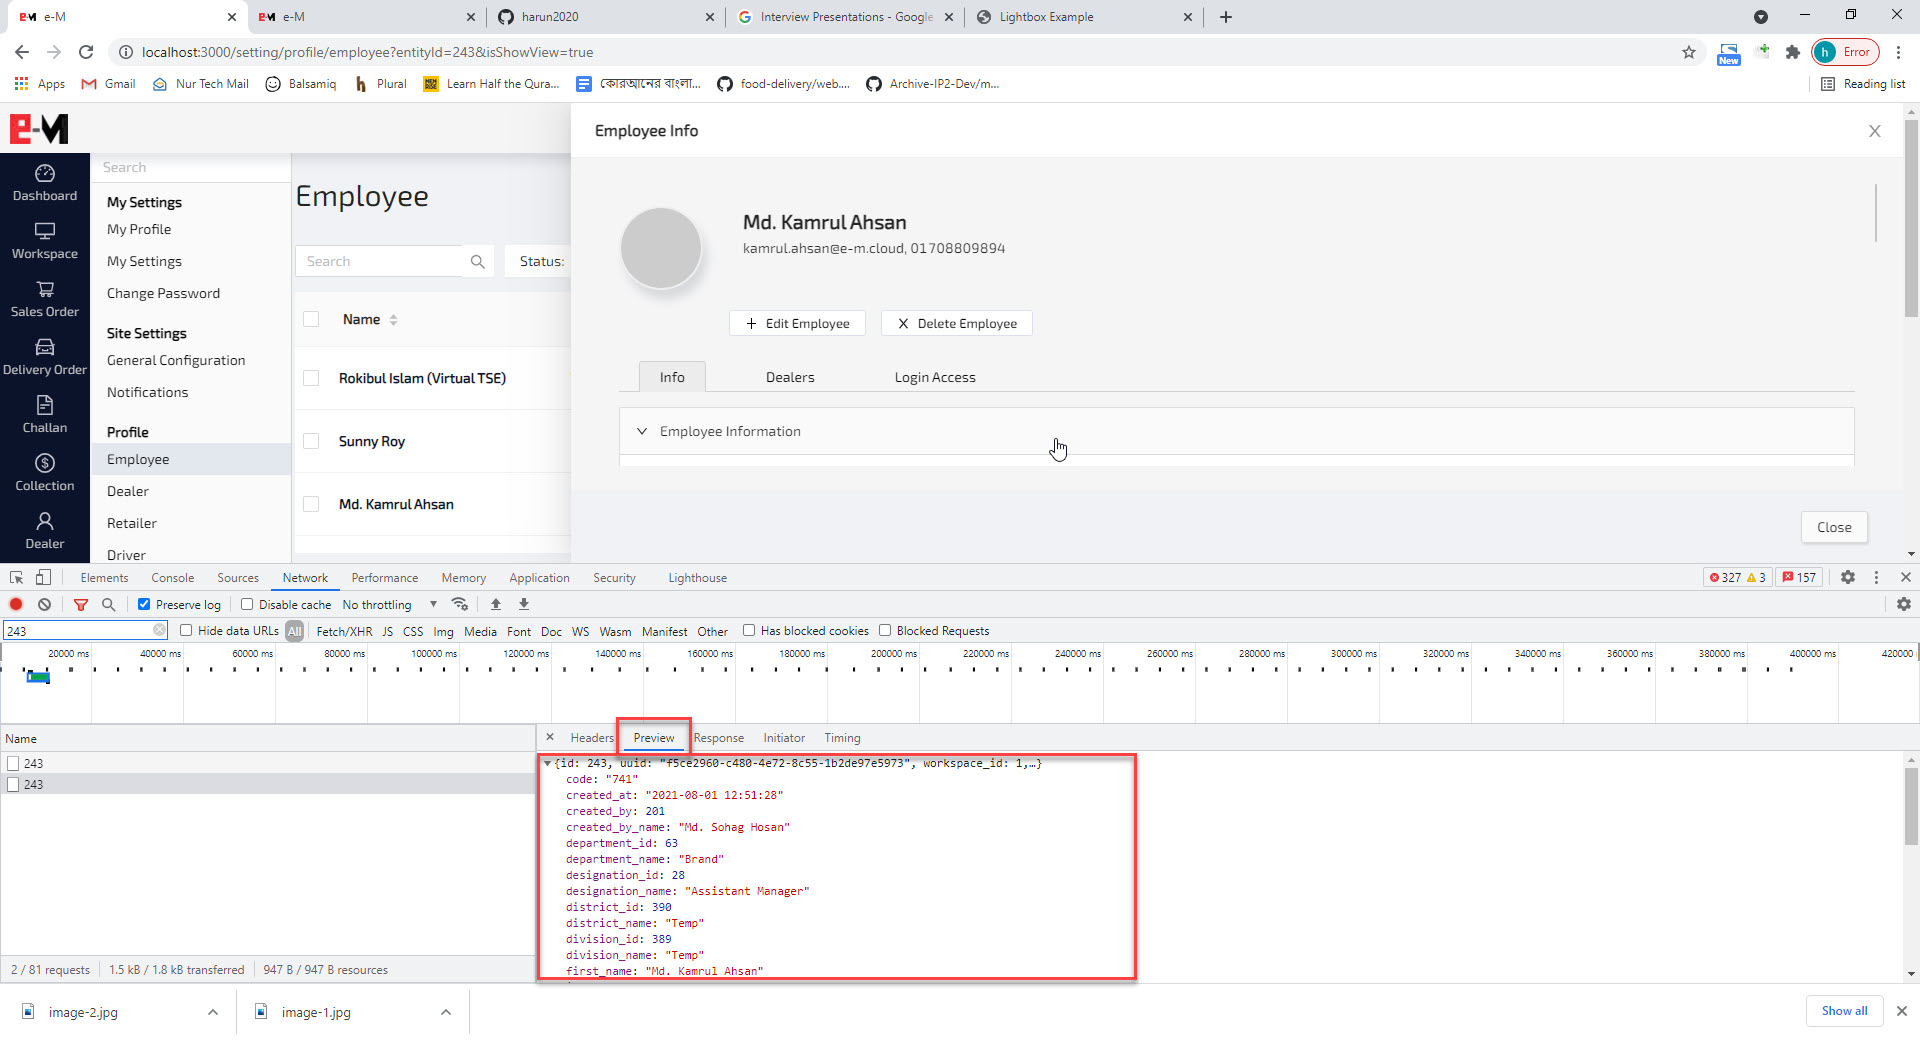 e-M
e-M
harun2020
Interview Presentations - Google
Lightbox Example
localhost:3000/setting/profile/employee?entityId=243&isShowView=true
New
h Error
Apps
Gmail
Nur Tech Mail
Balsamiq
Plural
Learn Half the Qura...
কোরআনের বাংলা...
food-delivery/web....
Archive-IP2-Dev/m...
Reading list
e-M
Dashboard
Workspace
Sales Order
Delivery Order
Challan
Collection
Dealer
Search
My Settings
My Profile
My Settings
Change Password
Site Settings
General Configuration
Notifications
Profile
Employee
Dealer
Retailer
Driver
Employee
Search
Status:
Name
Rokibul Islam (Virtual TSE)
Sunny Roy
Md. Kamrul Ahsan
Employee Info
Md. Kamrul Ahsan
kamrul.ahsan@e-m.cloud, 01708809894
Edit Employee
Delete Employee
Info
Dealers
Login Access
Employee Information
Close
Elements Console Sources Network Performance Memory Application Security Lighthouse
327 3 157
Preserve log Disable cache No throttling
243 Hide data URLs All Fetch/XHR JS CSS Img Media Font Doc WS Wasm Manifest Other Has blocked cookies Blocked Requests
20000 ms 40000 ms 60000 ms 80000 ms 100000 ms 120000 ms 140000 ms 160000 ms 180000 ms 200000 ms 220000 ms 240000 ms 260000 ms 280000 ms 300000 ms 320000 ms 340000 ms 360000 ms 380000 ms 400000 ms 420000
Name
243
243
2 / 81 requests 1.5 kB / 1.8 kB transferred 947 B / 947 B resources
Headers Preview Response Initiator Timing
{id: 243, uuid: "f5ce2960-c480-4e72-8c55-1b2de97e5973", workspace_id: 1,…}
code: "741"
created_at: "2021-08-01 12:51:28"
created_by: 201
created_by_name: "Md. Sohag Hosan"
department_id: 63
department_name: "Brand"
designation_id: 28
designation_name: "Assistant Manager"
district_id: 390
district_name: "Temp"
division_id: 389
division_name: "Temp"
first_name: "Md. Kamrul Ahsan"
image-2.jpg
image-1.jpg
Show all